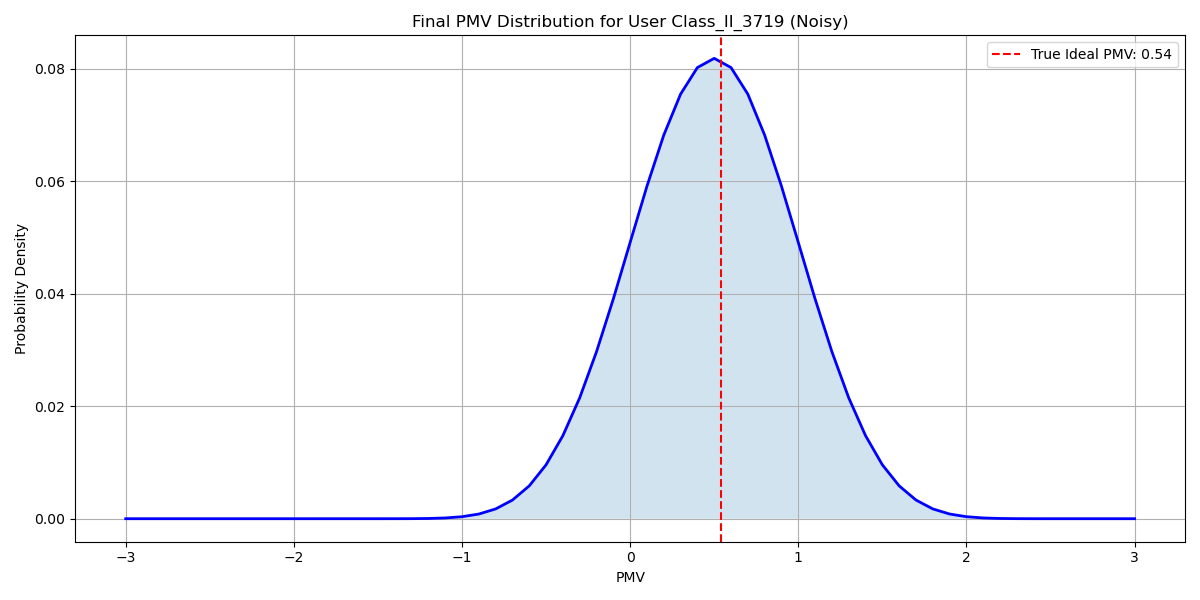 Final PMV Distribution for User Class_II_3719 (Noisy)
True Ideal PMV: 0.54
Probability Density
0.08
0.06
0.04
0.02
0.00
−3 −2 −1 0 1 2 3
PMV